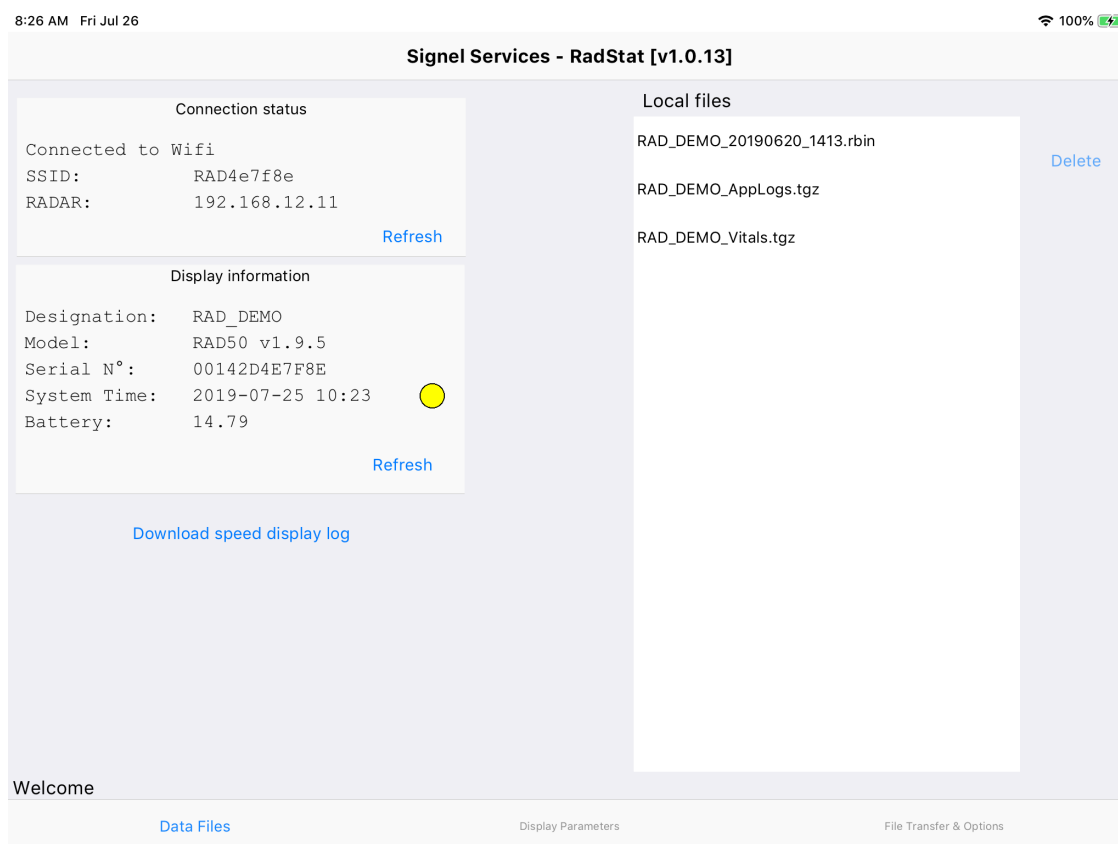 8:26 AM Fri Jul 26
100%
Signel Services - RadStat [v1.0.13]
Connection status
Connected to Wifi
SSID: RAD4e7f8e
RADAR: 192.168.12.11
Refresh
Display information
Designation: RAD_DEMO
Model: RAD50 v1.9.5
Serial N°: 00142D4E7F8E
System Time: 2019-07-25 10:23
Battery: 14.79
Refresh
Download speed display log
Local files
RAD_DEMO_20190620_1413.rbin
RAD_DEMO_AppLogs.tgz
RAD_DEMO_Vitals.tgz
Delete
Welcome
Data Files
Display Parameters
File Transfer & Options